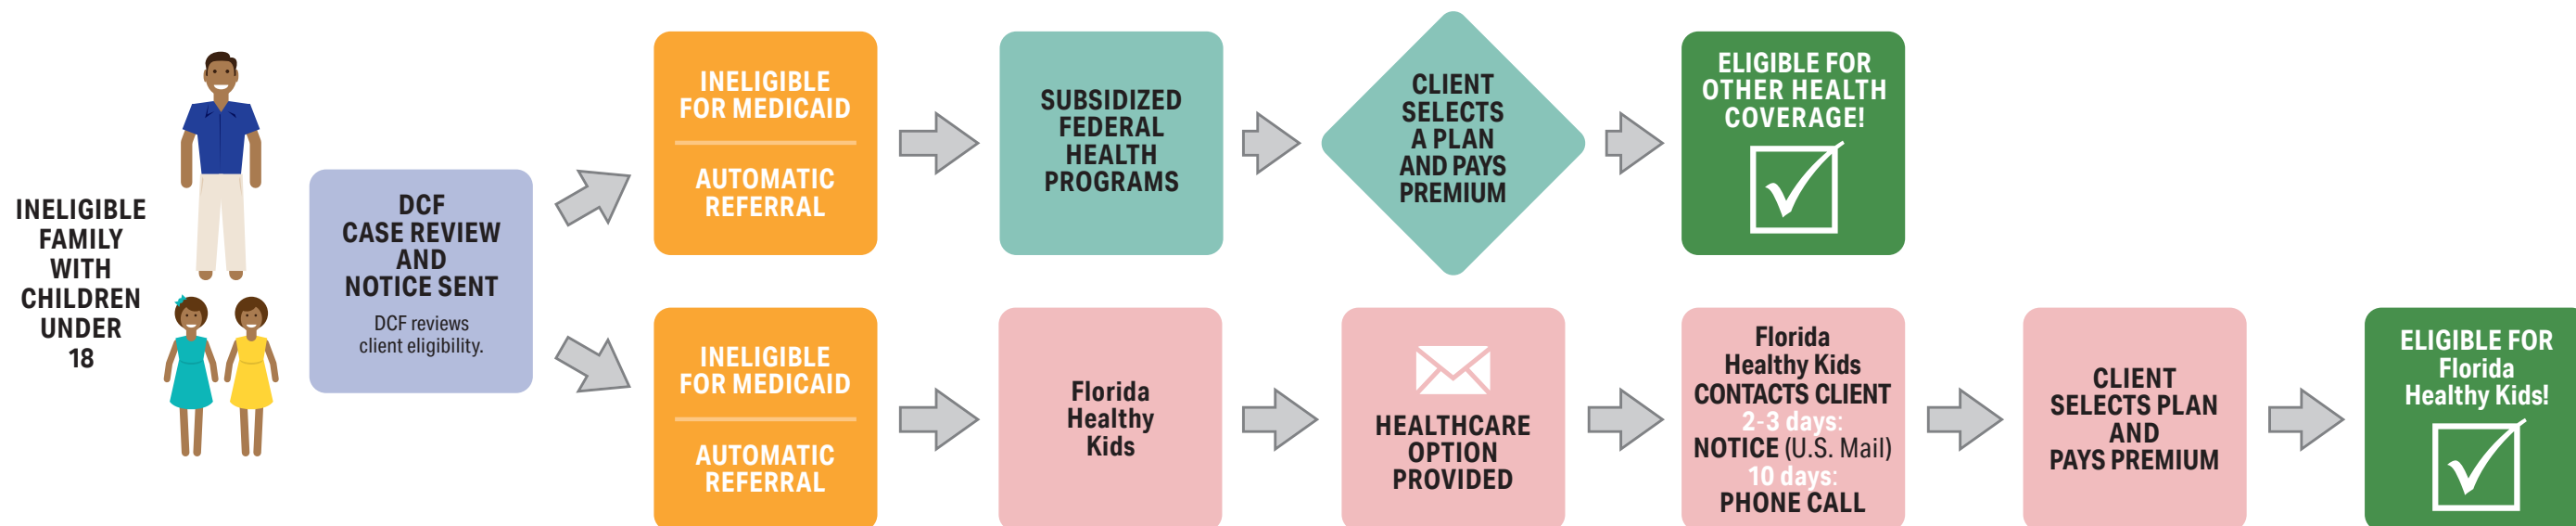 INELIGIBLE
FAMILY
WITH
CHILDREN
UNDER
18
DCF
CASE REVIEW
AND
NOTICE SENT
DCF reviews
client eligibility.
INELIGIBLE
FOR MEDICAID
AUTOMATIC
REFERRAL
SUBSIDIZED
FEDERAL
HEALTH
PROGRAMS
CLIENT
SELECTS
A PLAN
AND PAYS
PREMIUM
ELIGIBLE FOR
OTHER HEALTH
COVERAGE!
INELIGIBLE
FOR MEDICAID
AUTOMATIC
REFERRAL
Florida
Healthy
Kids
HEALTHCARE
OPTION
PROVIDED
Florida
Healthy Kids
CONTACTS CLIENT
2-3 days:
NOTICE (U.S. Mail)
10 days:
PHONE CALL
CLIENT
SELECTS PLAN
AND
PAYS PREMIUM
ELIGIBLE FOR
Florida
Healthy Kids!